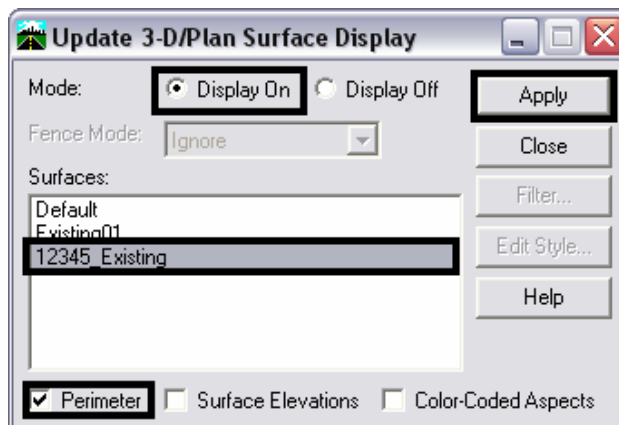 Update 3-D/Plan Surface Display
Mode: Display On Display Off Apply
Fence Mode: Ignore Close
Surfaces:
Filter...
Default
Existing01
12345_Existing
Edit Style...
Help
Perimeter Surface Elevations Color-Coded Aspects